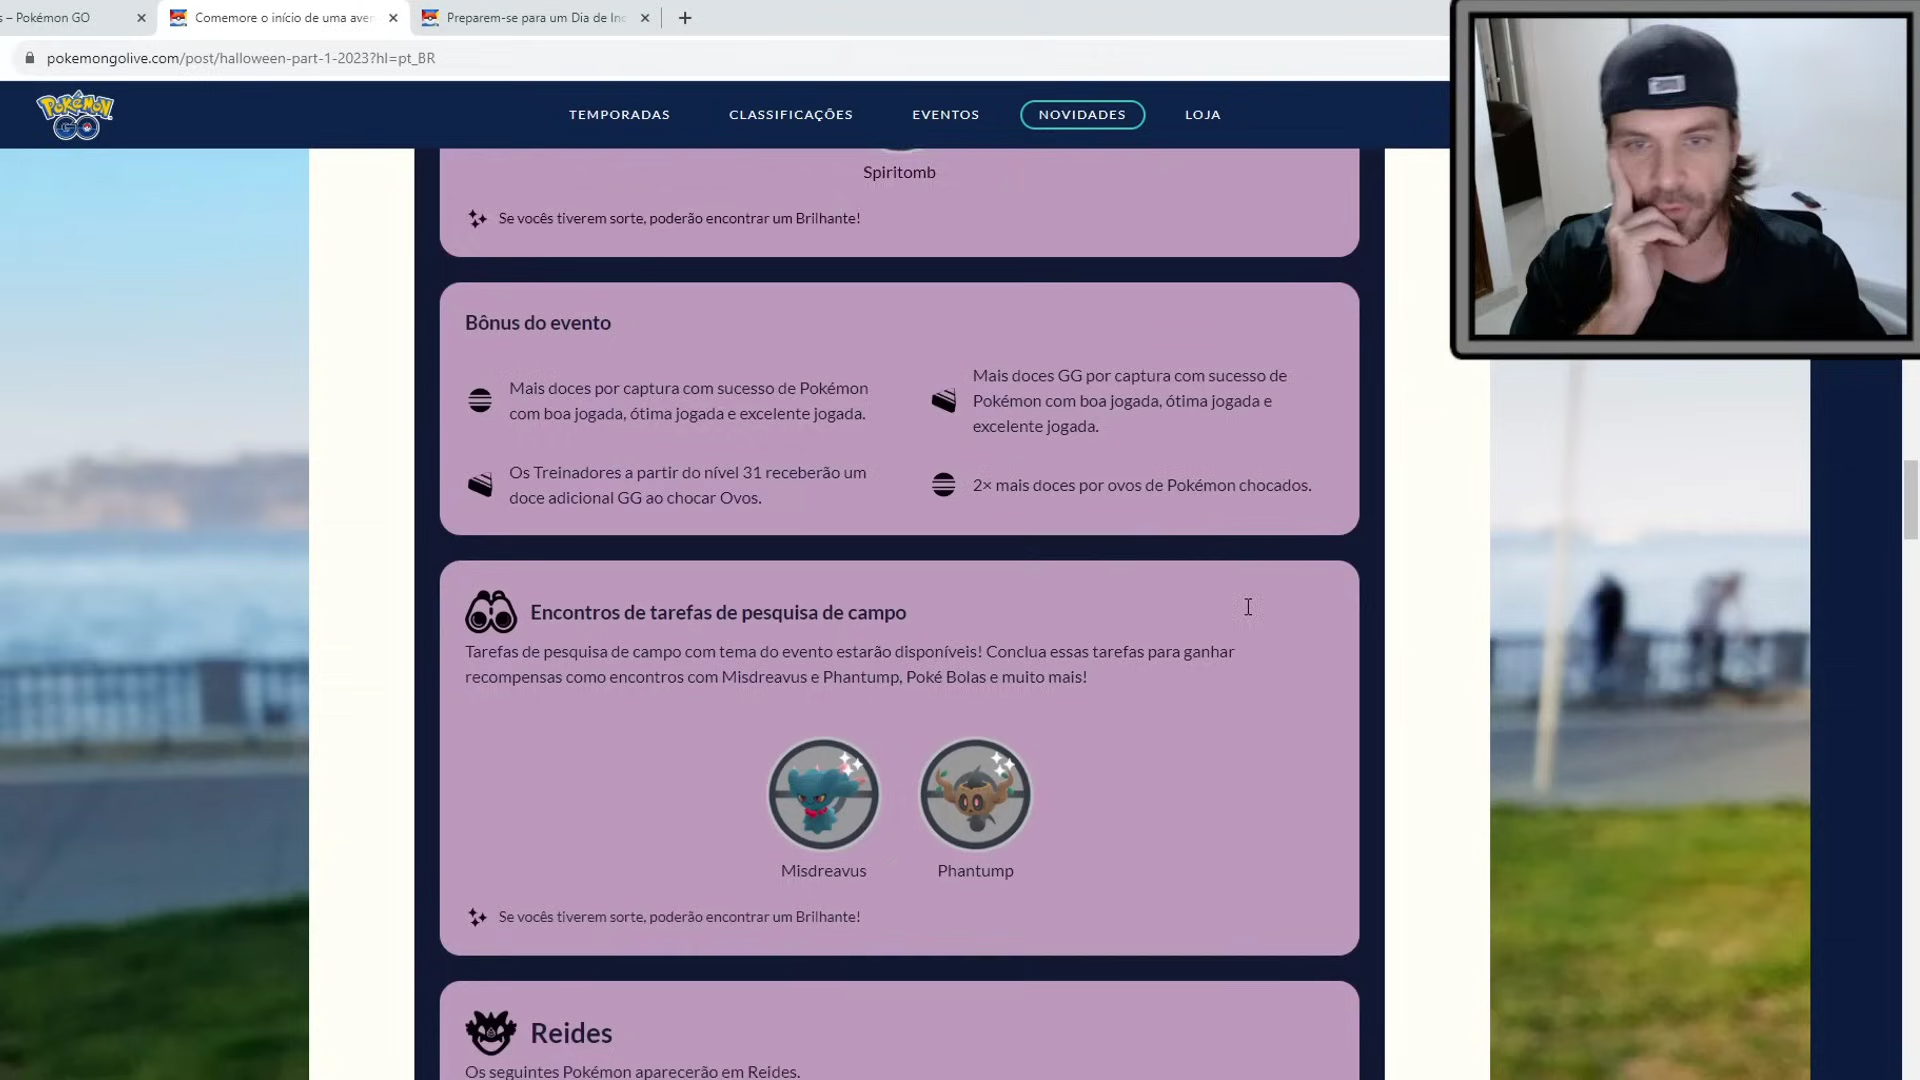 s – Pokémon GO
Comemore o início de uma aven
Preparem-se para um Dia de Inc
pokemongolive.com/post/halloween-part-1-2023?hl=pt_BR
POKéMON GO
TEMPORADAS
CLASSIFICAÇÕES
EVENTOS
NOVIDADES
LOJA
Spiritomb
Se vocês tiverem sorte, poderão encontrar um Brilhante!
Bônus do evento
Mais doces por captura com sucesso de Pokémon
com boa jogada, ótima jogada e excelente jogada.
Mais doces GG por captura com sucesso de
Pokémon com boa jogada, ótima jogada e
excelente jogada.
Os Treinadores a partir do nível 31 receberão um
doce adicional GG ao chocar Ovos.
2× mais doces por ovos de Pokémon chocados.
Encontros de tarefas de pesquisa de campo
Tarefas de pesquisa de campo com tema do evento estarão disponíveis! Conclua essas tarefas para ganhar
recompensas como encontros com Misdreavus e Phantump, Poké Bolas e muito mais!
Misdreavus
Phantump
Se vocês tiverem sorte, poderão encontrar um Brilhante!
Reides
Os seguintes Pokémon aparecerão em Reides.